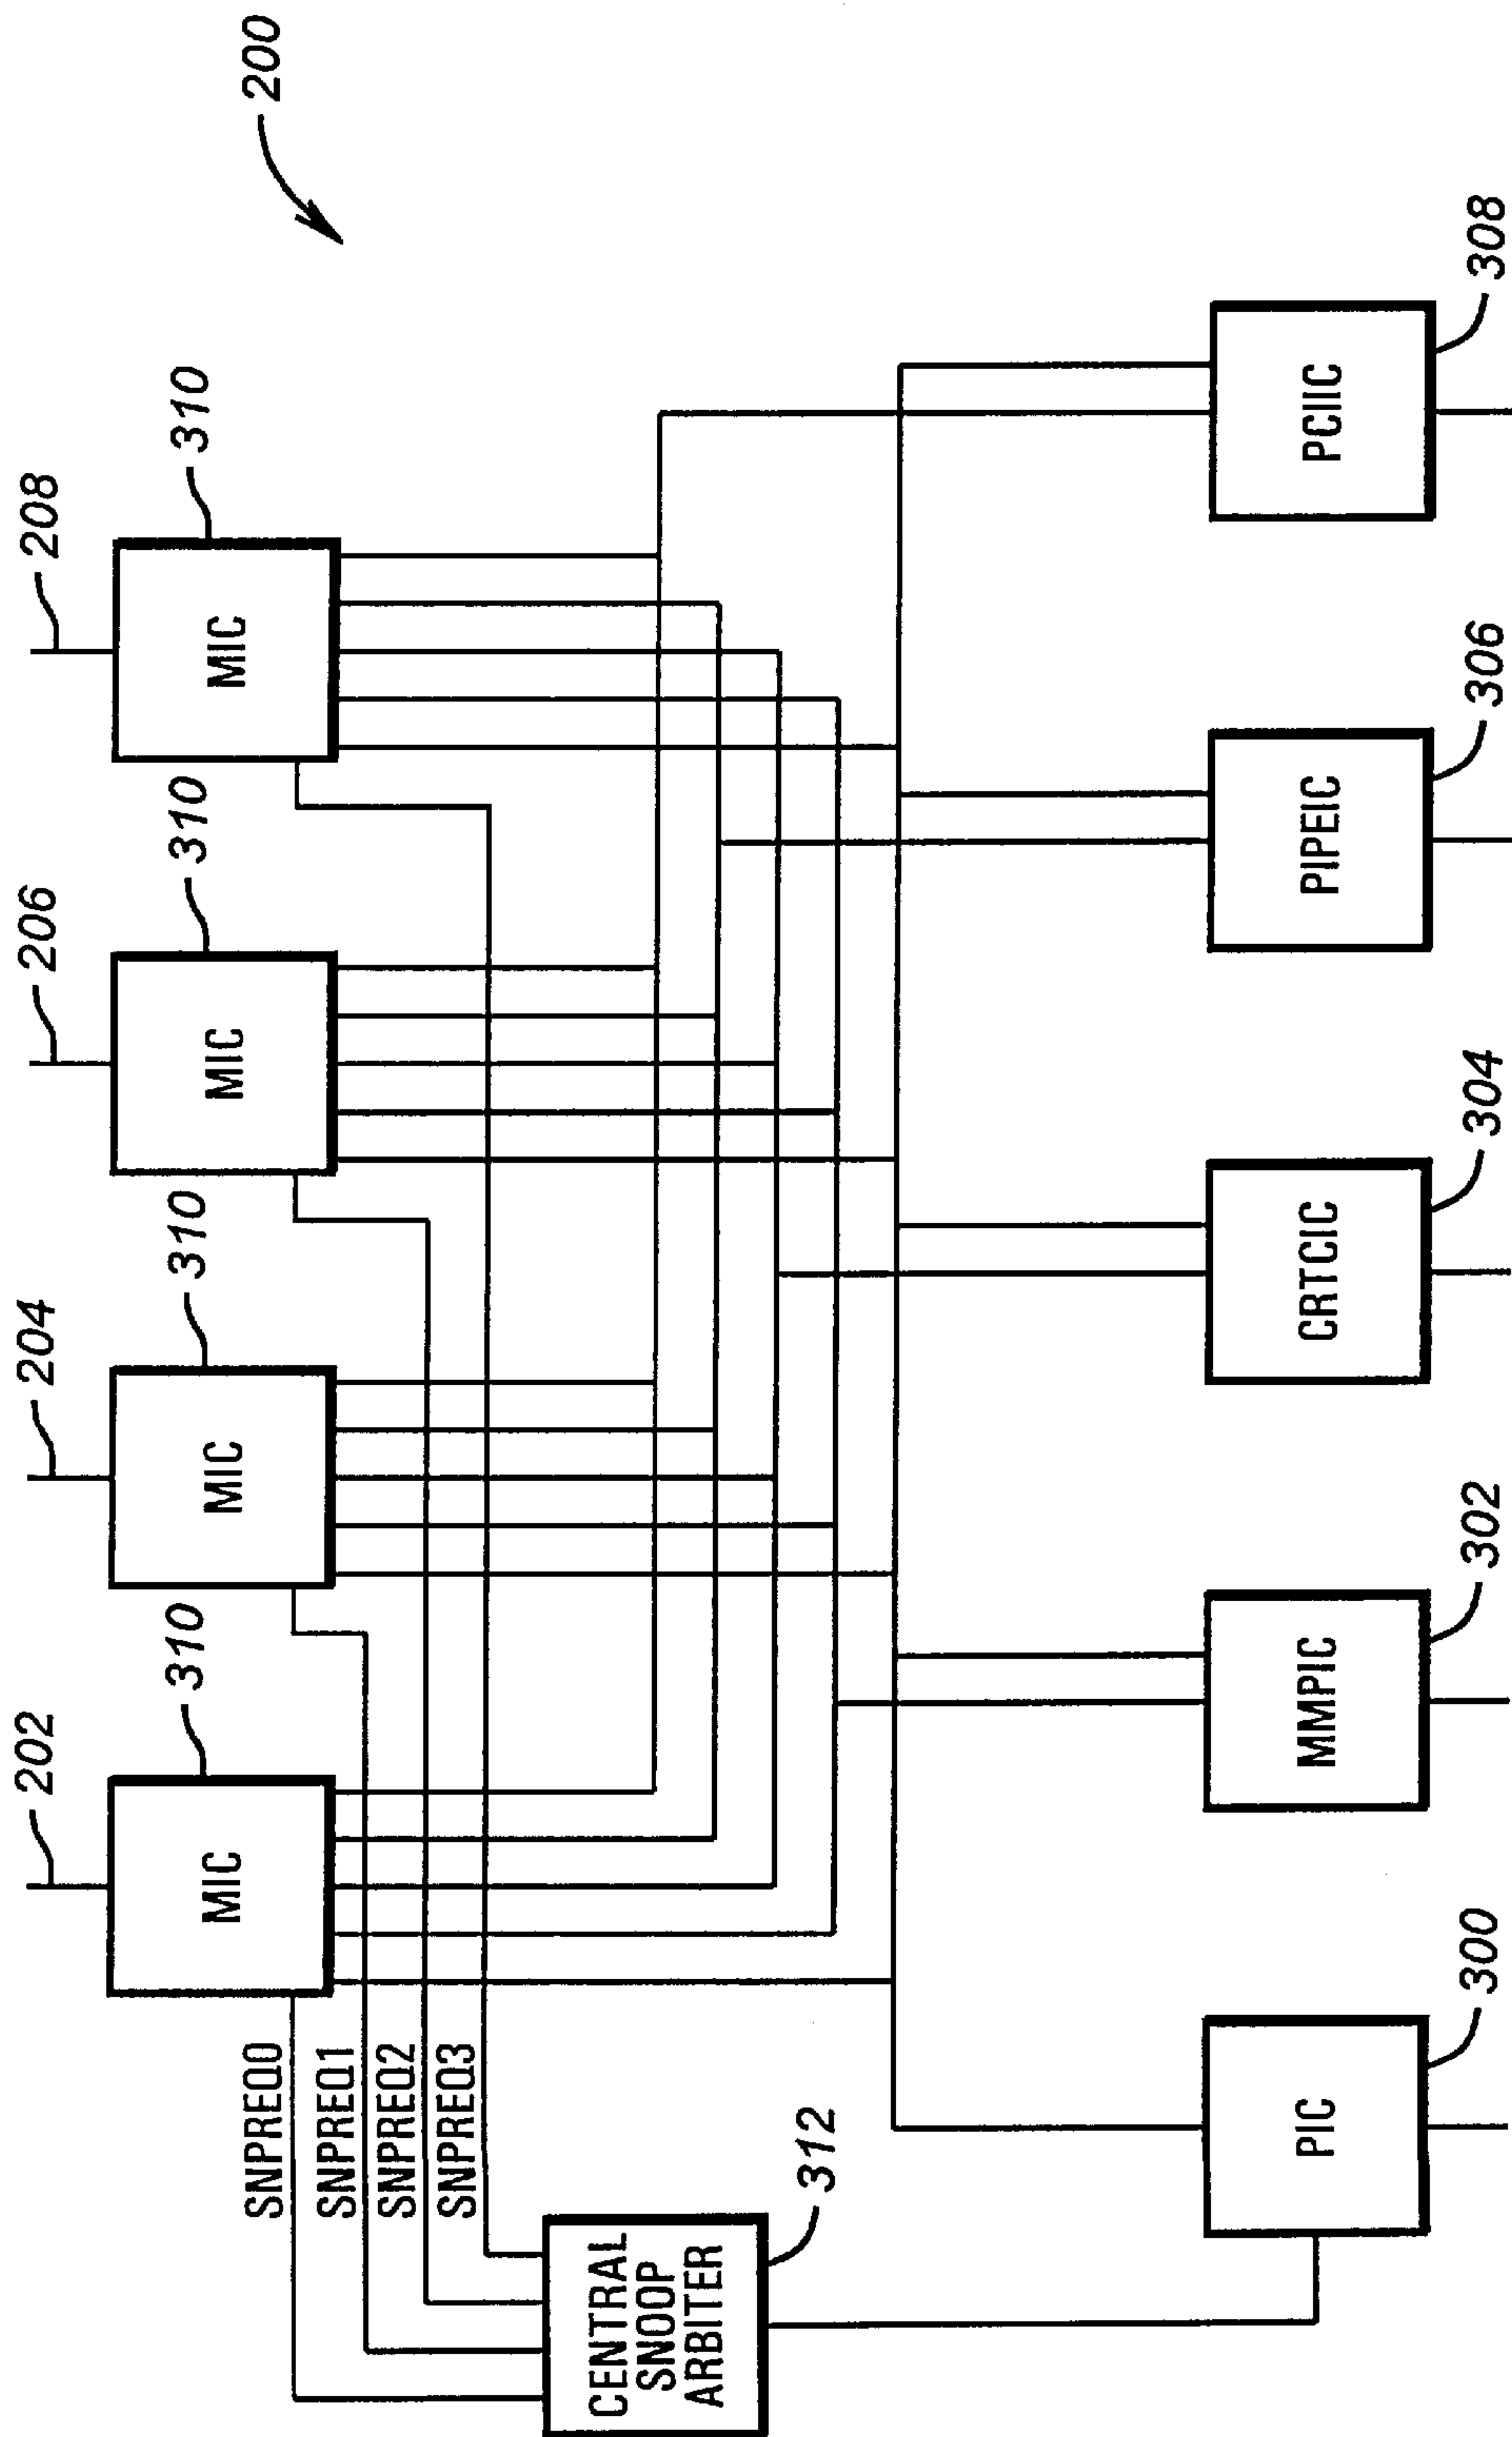 200
202
204
206
208
310
310
310
310
MIC
MIC
MIC
MIC
SNPREQ0
SNPREQ1
SNPREQ2
SNPREQ3
CENTRAL
SNOOP
ARBITER
312
PIC
MMPIC
CRTCIC
PIPEIC
PCIIC
300
302
304
306
308